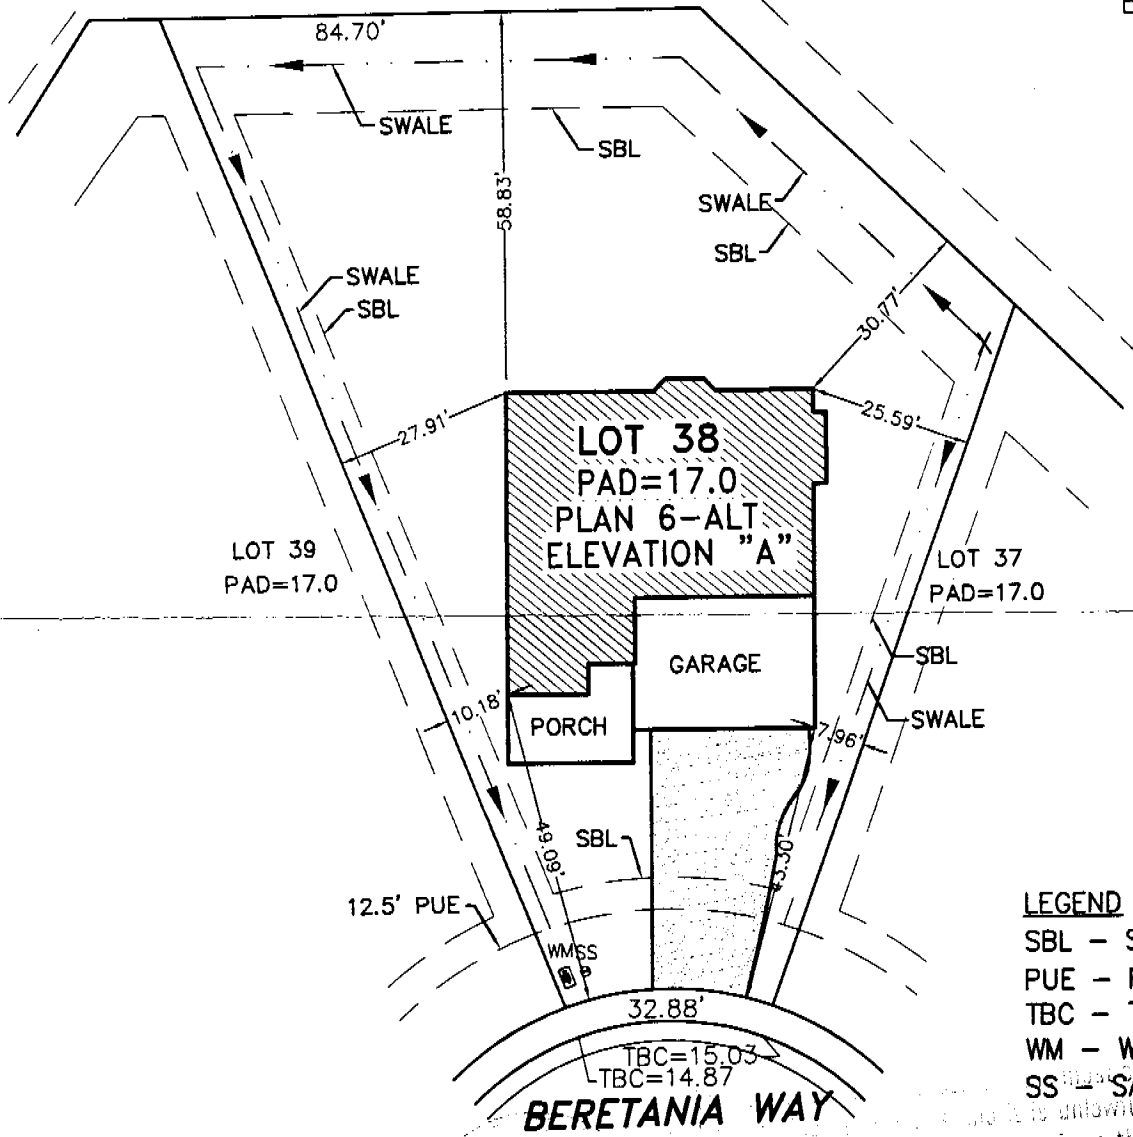 84.70'
SWALE
SBL
58.83'
SWALE
SBL
SWALE
SBL
30.77'
27.91'
25.59'
LOT 38
PAD=17.0
PLAN 6-ALT
ELEVATION "A"
LOT 39
PAD=17.0
LOT 37
PAD=17.0
GARAGE
SBL
10.18'
PORCH
SWALE
7.96'
49.09'
SBL
43.30'
12.5' PUE
LEGEND
WM SS
SBL –
PUE –
32.88'
TBC –
TBC=15.03
WM –
TBC=14.87
SS –
BERETANIA WAY